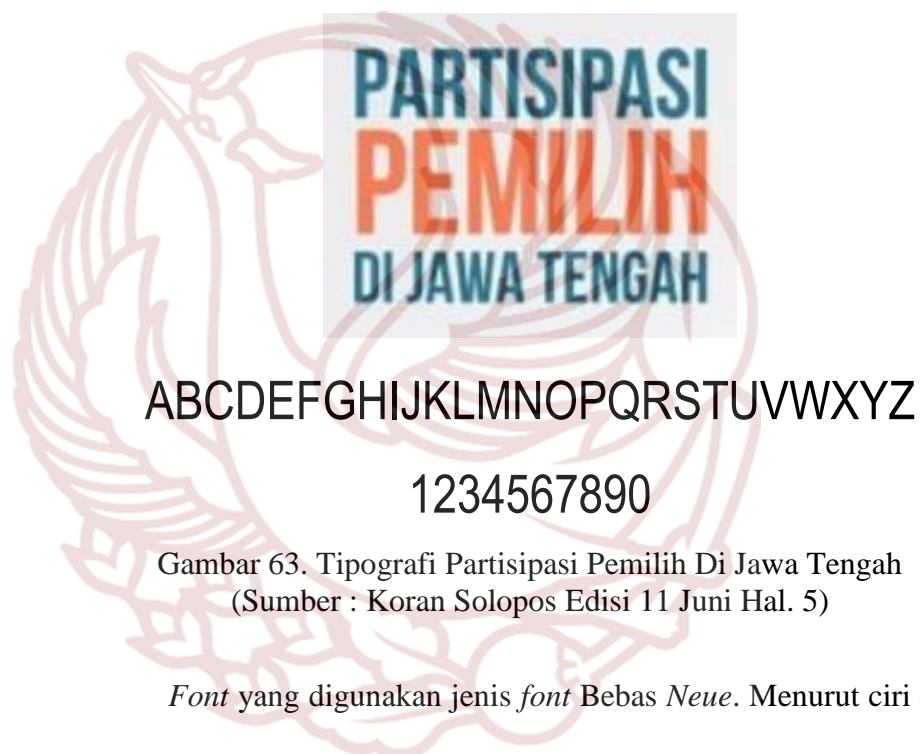 PARTISIPASI
PEMILIH
DI JAWA TENGAH
ABCDEFGHIJKLMNOPQRSTUVWXYZ
1234567890
Gambar 63. Tipografi Partisipasi Pemilih Di Jawa Tengah
(Sumber : Koran Solopos Edisi 11 Juni Hal. 5)
Font yang digunakan jenis font Bebas Neue. Menurut ciri